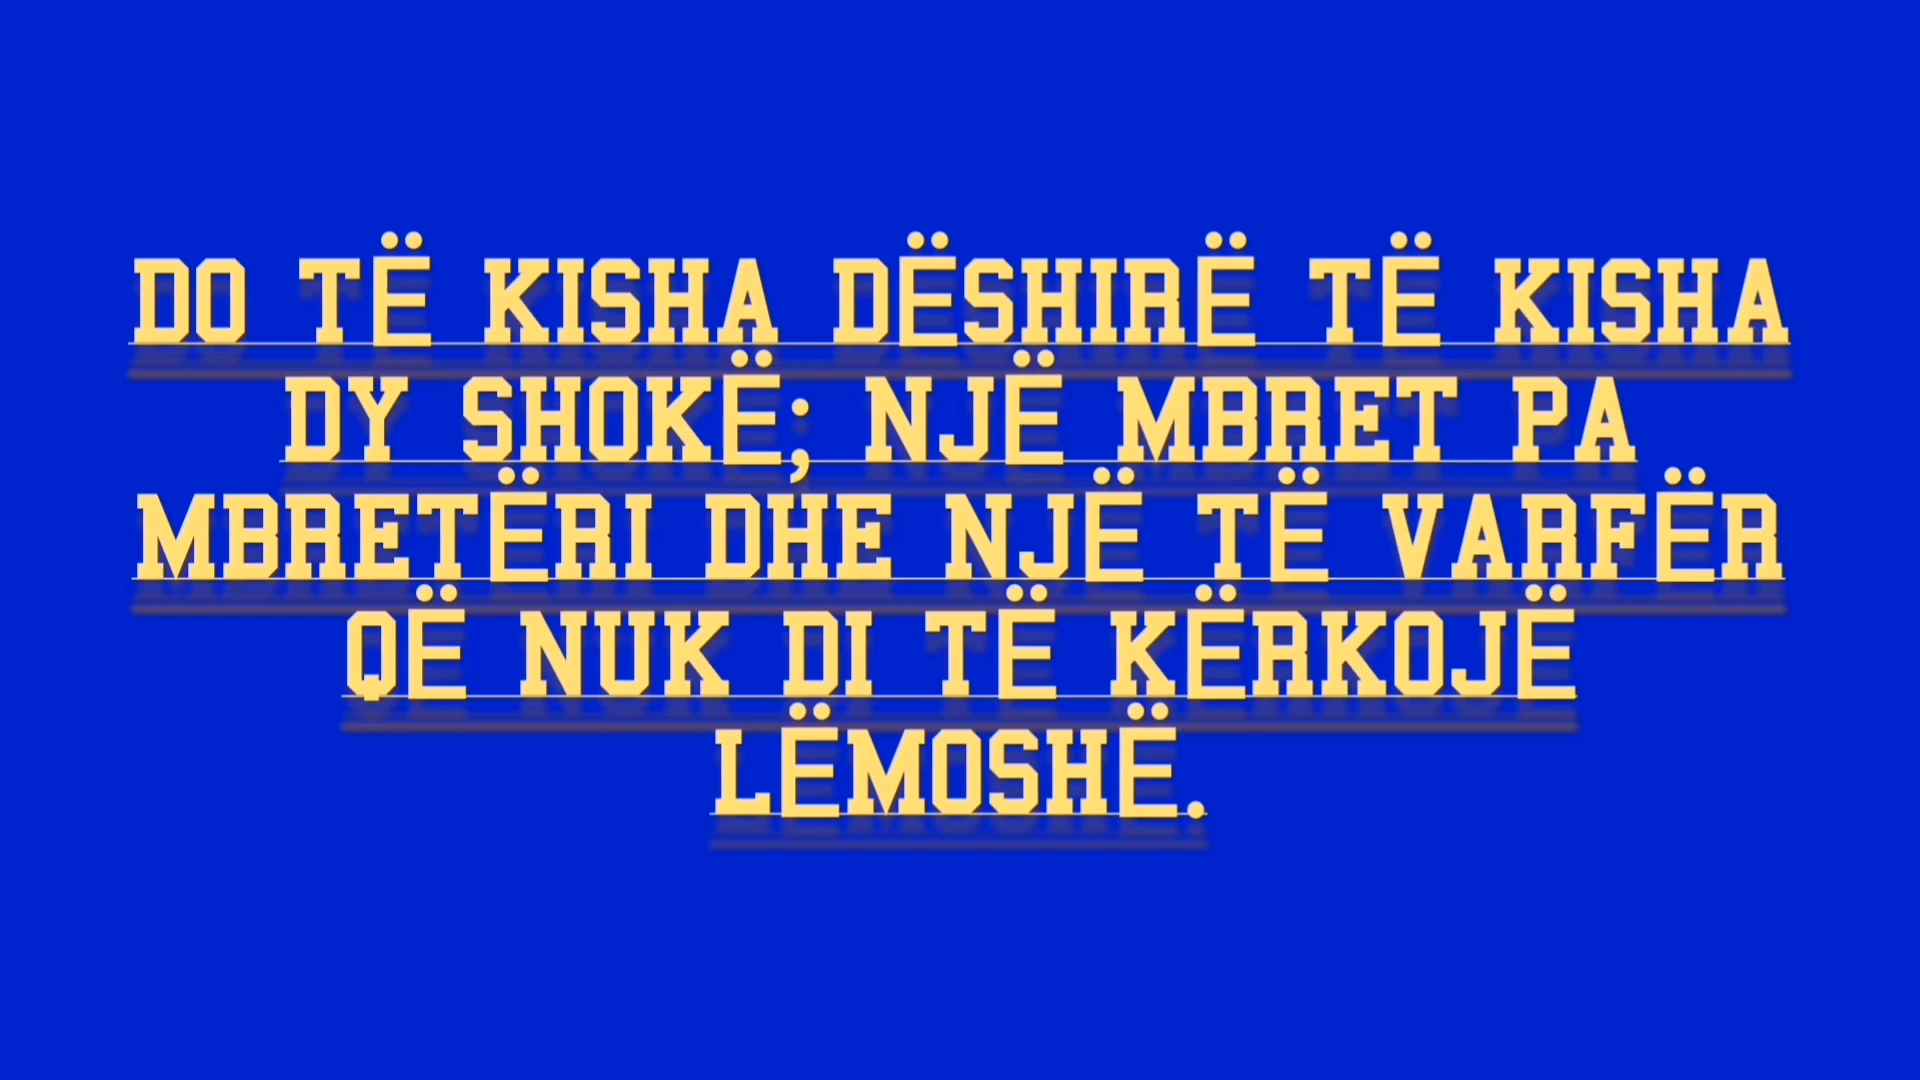 DO TË KISHA DËSHIRË TË KISHA
DY SHOKË; NJË MBRET PA
MBRETËRI DHE NJË TË VARFËR
QË NUK DI TË KËRKOJË
LËMOSHË.